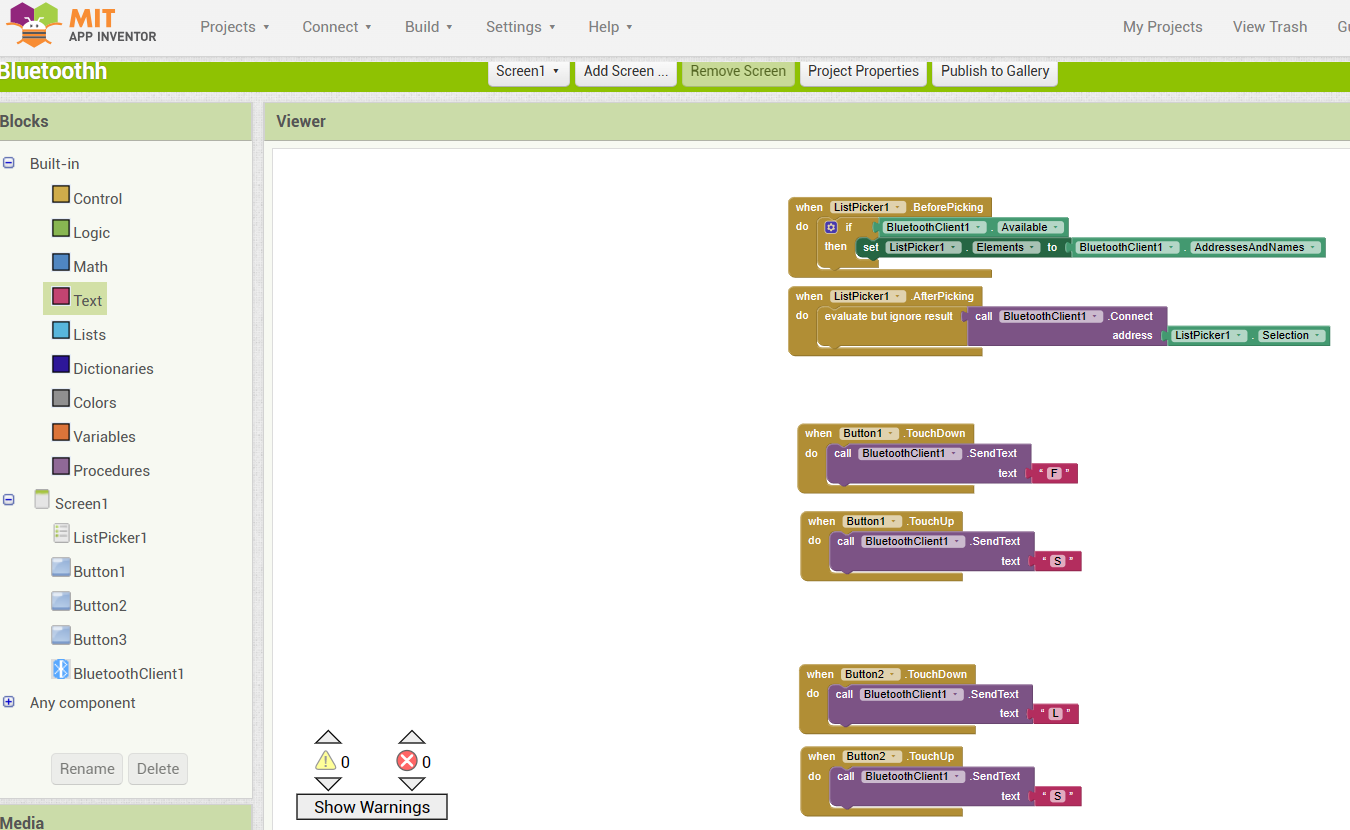 MIT
APP INVENTOR
Projects Connect Build Settings Help My Projects View Trash
Bluetoothh
Screen1 Add Screen ... Remove Screen Project Properties Publish to Gallery
Blocks
Viewer
Built-in
Control
Logic
Math
Text
Lists
Dictionaries
Colors
Variables
Procedures
Screen1
ListPicker1
Button1
Button2
Button3
BluetoothClient1
Any component
Rename Delete
Media
when ListPicker1 .BeforePicking
do if BluetoothClient1 . Available
then set ListPicker1 . Elements to BluetoothClient1 . AddressesAndNames
when ListPicker1 .AfterPicking
do evaluate but ignore result call BluetoothClient1 .Connect
address ListPicker1 . Selection
when Button1 .TouchDown
do call BluetoothClient1 .SendText
text “ F ”
when Button1 .TouchUp
do call BluetoothClient1 .SendText
text “ S ”
when Button2 .TouchDown
do call BluetoothClient1 .SendText
text “ L ”
when Button2 .TouchUp
do call BluetoothClient1 .SendText
text “ S ”
0 0
Show Warnings